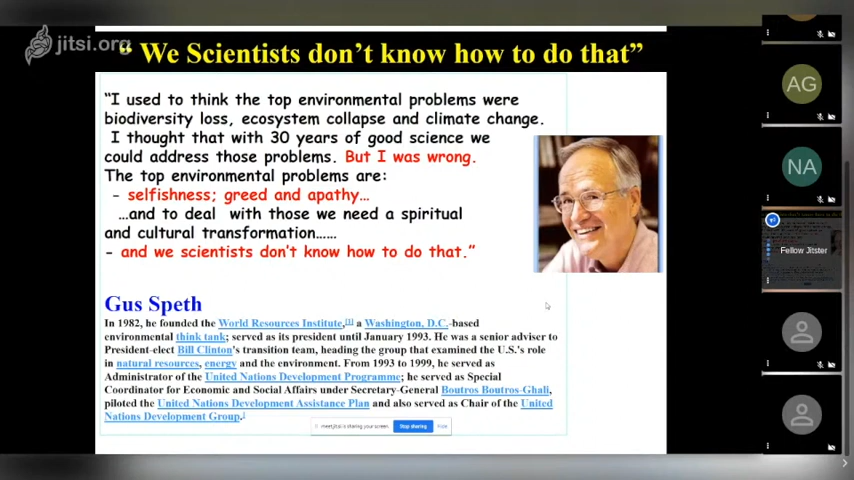 jitsi.org
“ We Scientists don’t know how to do that”
“I used to think the top environmental problems were
biodiversity loss, ecosystem collapse and climate change.
I thought that with 30 years of good science we
could address those problems. But I was wrong.
The top environmental problems are:
- selfishness; greed and apathy…
…and to deal with those we need a spiritual
and cultural transformation……
- and we scientists don’t know how to do that.”
Gus Speth
In 1982, he founded the World Resources Institute,[1] a Washington, D.C.-based
environmental think tank; served as its president until January 1993. He was a senior adviser to
President-elect Bill Clinton's transition team, heading the group that examined the U.S.'s role
in natural resources, energy and the environment. From 1993 to 1999, he served as
Administrator of the United Nations Development Programme; he served as Special
Coordinator for Economic and Social Affairs under Secretary-General Boutros Boutros-Ghali,
piloted the United Nations Development Assistance Plan and also served as Chair of the United
Nations Development Group.
meet.jit.si is sharing your screen. Stop sharing Hide
AG
NA
Fellow Jitster